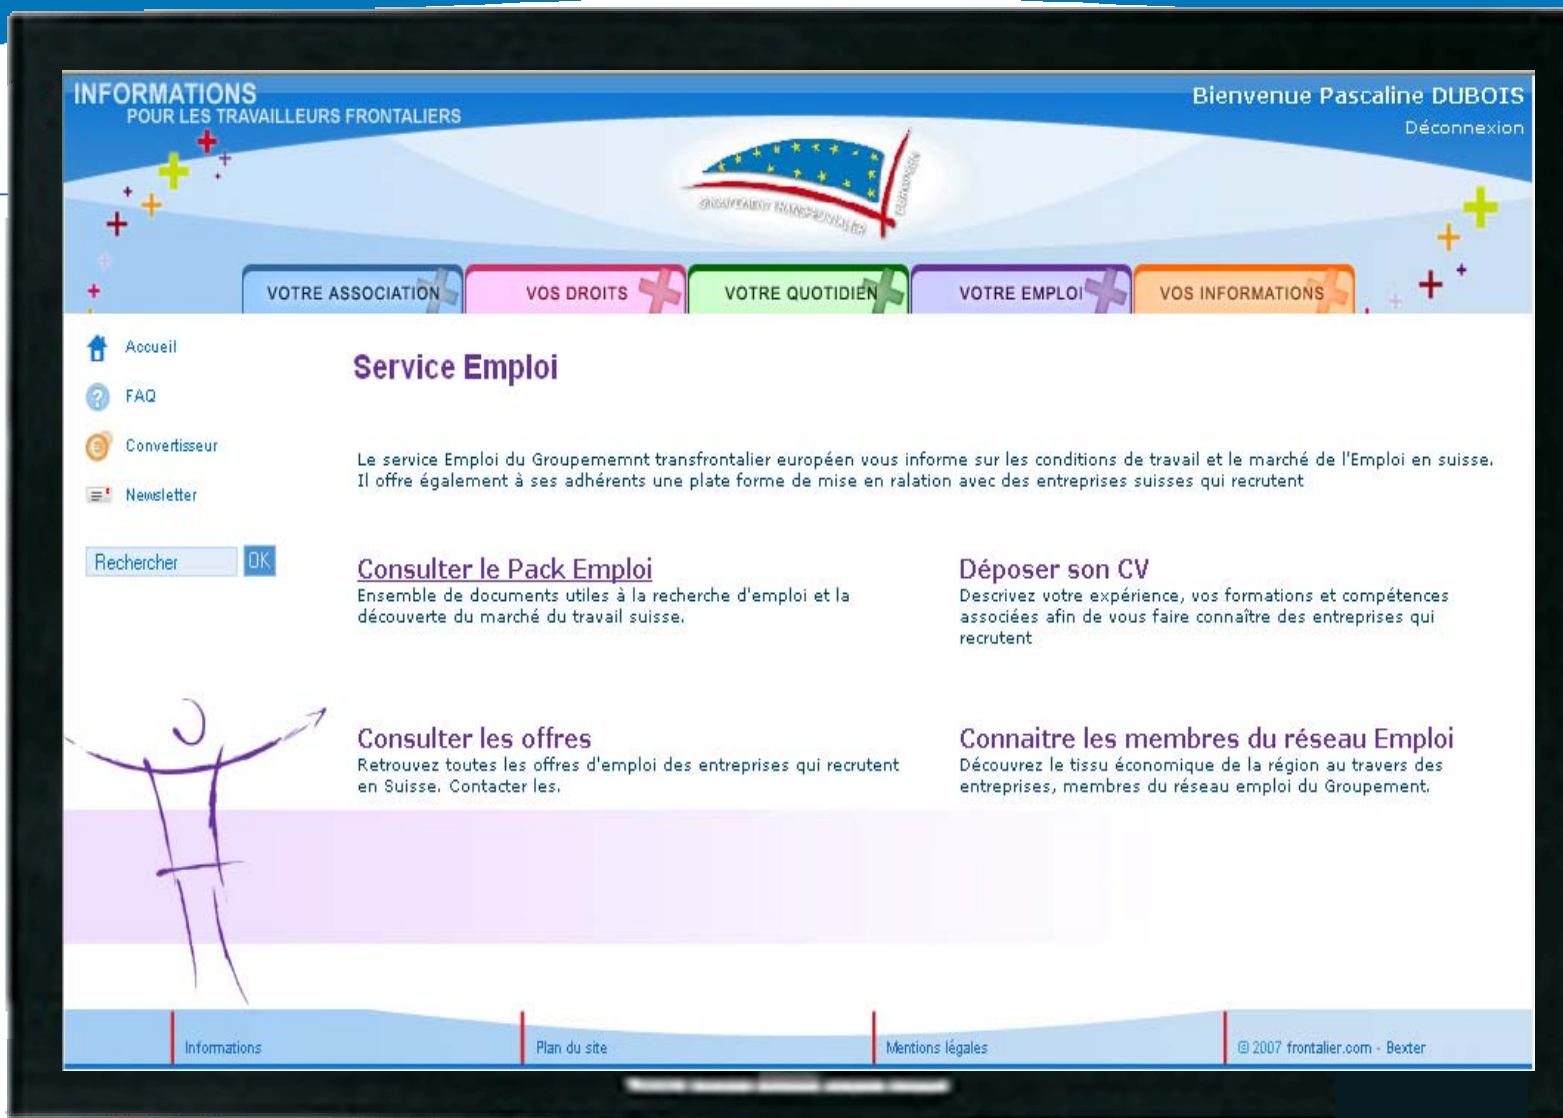 INFORMATIONS
POUR LES TRAVAILLEURS FRONTALIERS
Bienvenue Pascaline DUBOIS
Déconnexion
GROUPEMENT TRANSFRONTALIER
EUROPÉEN
VOTRE ASSOCIATION
VOS DROITS
VOTRE QUOTIDIEN
VOTRE EMPLOI
VOS INFORMATIONS
Accueil
FAQ
Convertisseur
Newsletter
Rechercher
OK
Service Emploi
Le service Emploi du Groupememnt transfrontalier européen vous informe sur les conditions de travail et le marché de l'Emploi en suisse.
Il offre également à ses adhérents une plate forme de mise en ralation avec des entreprises suisses qui recrutent
Consulter le Pack Emploi
Ensemble de documents utiles à la recherche d'emploi et la
découverte du marché du travail suisse.
Déposer son CV
Descrivez votre expérience, vos formations et compétences
associées afin de vous faire connaître des entreprises qui
recrutent
Consulter les offres
Retrouvez toutes les offres d'emploi des entreprises qui recrutent
en Suisse. Contacter les.
Connaitre les membres du réseau Emploi
Découvrez le tissu économique de la région au travers des
entreprises, membres du réseau emploi du Groupement.
Informations
Plan du site
Mentions légales
© 2007 frontalier.com - Bexter